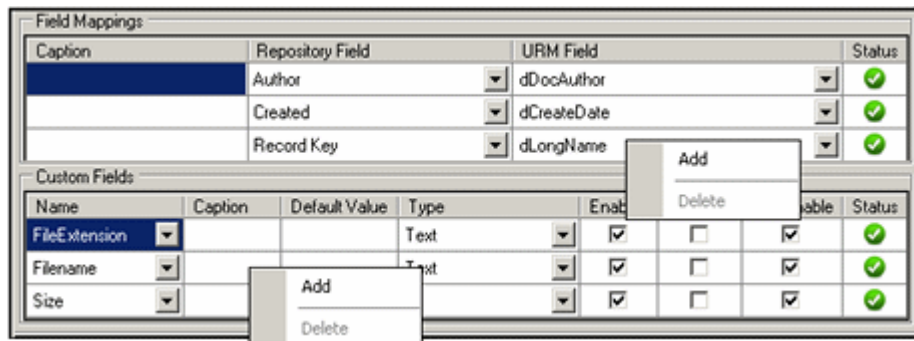 Field Mappings
Caption Repository Field URM Field Status
Author dDocAuthor
Created dCreateDate
Record Key dLongName
Add
Delete
Custom Fields
Name Caption Default Value Type Enab able Status
FileExtension Text
Filename Text
Size
Add
Delete